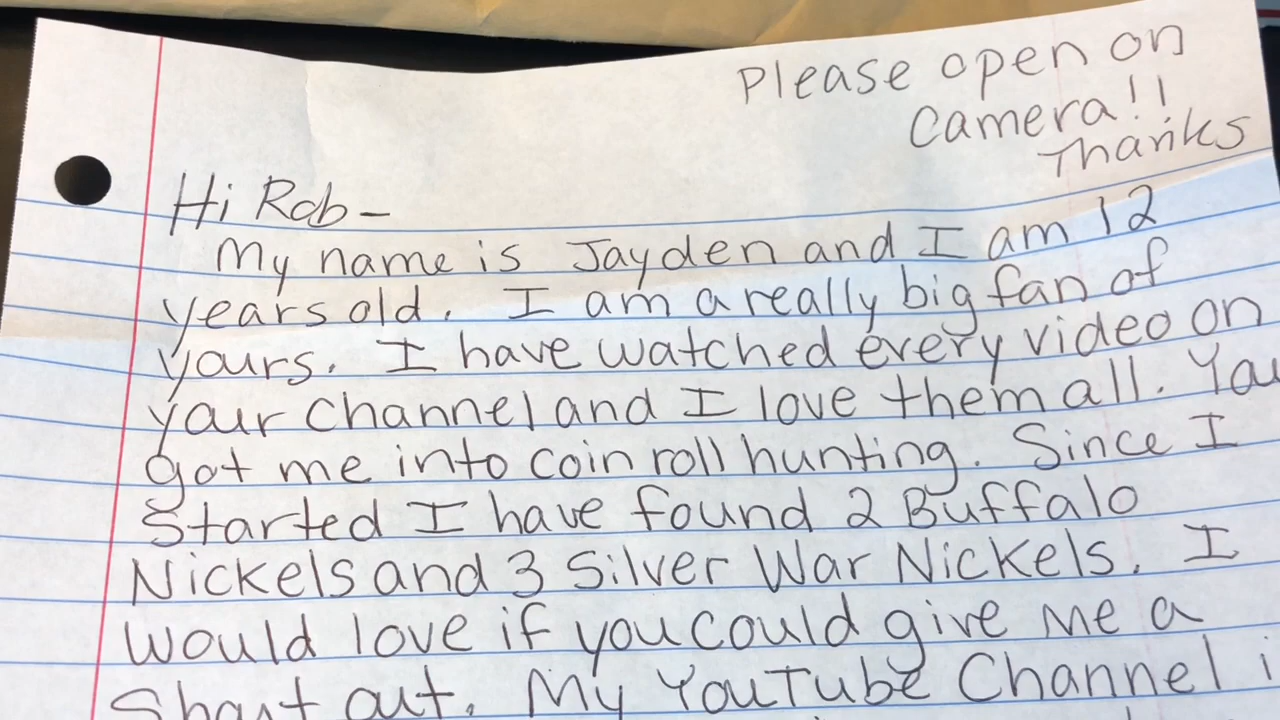 Please open on
Camera!!
Thanks
Hi Rob-
My name is Jayden and I am 12
years old. I am a really big fan of
yours. I have watched every video on
your channel and I love them all. You
got me into coin roll hunting. Since I
Started I have found 2 Buffalo
Nickels and 3 Silver War Nickels. I
would love if you could give me a
Shout out. My YouTube Channel i